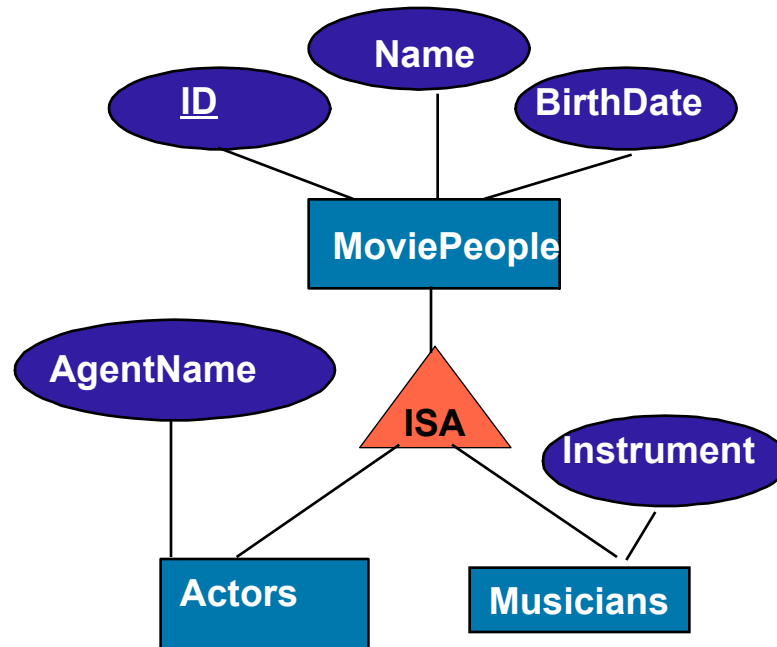 Name
ID
BirthDate
MoviePeople
AgentName
ISA
Instrument
Actors
Musicians